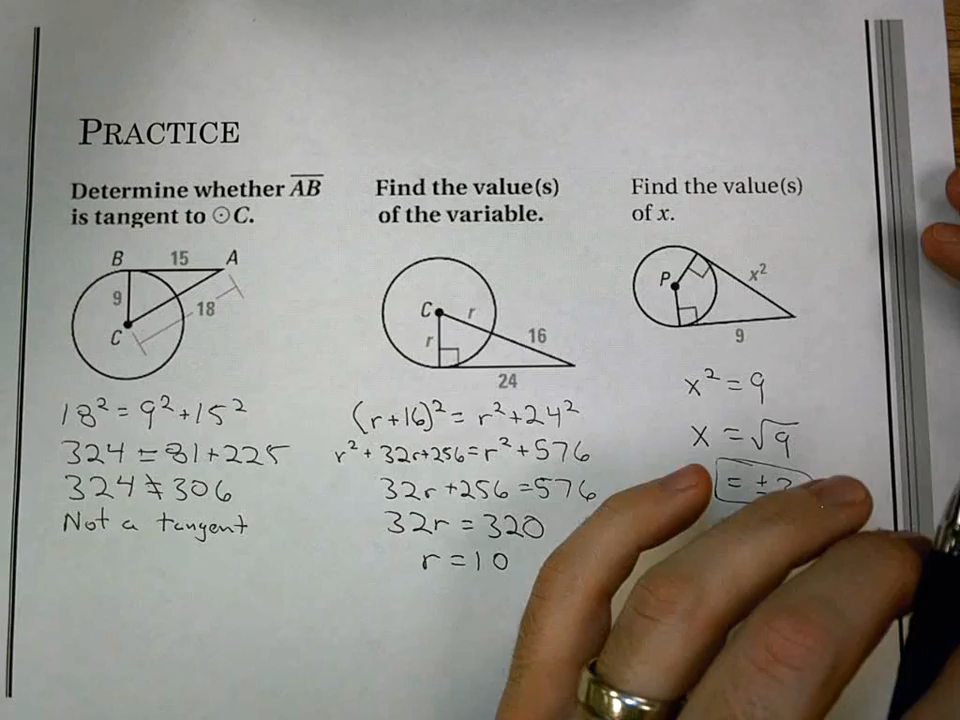 PRACTICE
Determine whether AB
is tangent to ⊙C.
B 15 A
9
18
C
18² = 9² + 15²
324 = 81 + 225
324 ≠ 306
Not a tangent
Find the value(s)
of the variable.
C r
r 16
24
(r+16)² = r² + 24²
r² + 32r + 256 = r² + 576
32r + 256 = 576
32r = 320
r = 10
Find the value(s)
of x.
P x²
9
x² = 9
x = √9
= ±3